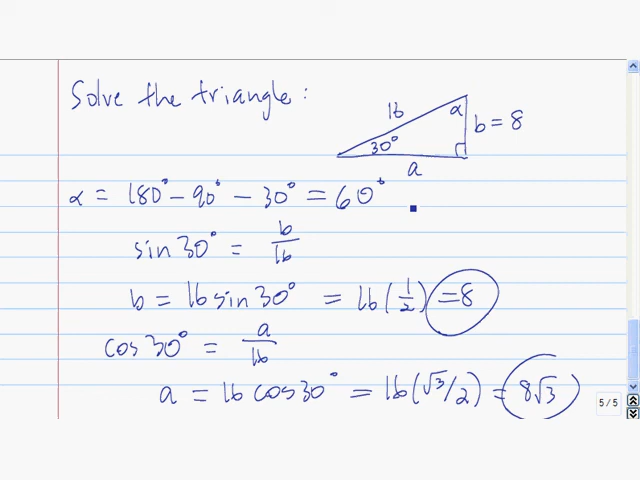 Solve the triangle:
16
α
b = 8
30°
a
α = 180° - 90° - 30° = 60°
sin 30° = b/16
b = 16 sin 30° = 16(1/2) = 8
cos 30° = a/16
a = 16 cos 30° = 16(√3/2) = 8√3
5/5